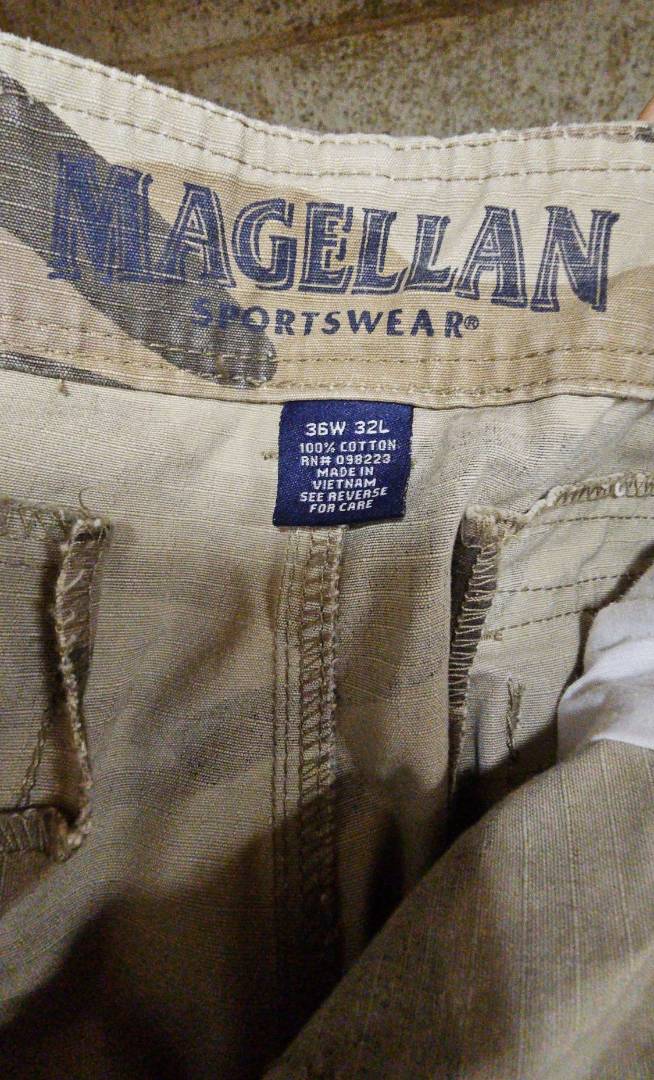 MAGELLAN
SPORTSWEAR®
36W 32L
100% COTTON
RN# 098223
MADE IN
VIETNAM
SEE REVERSE
FOR CARE